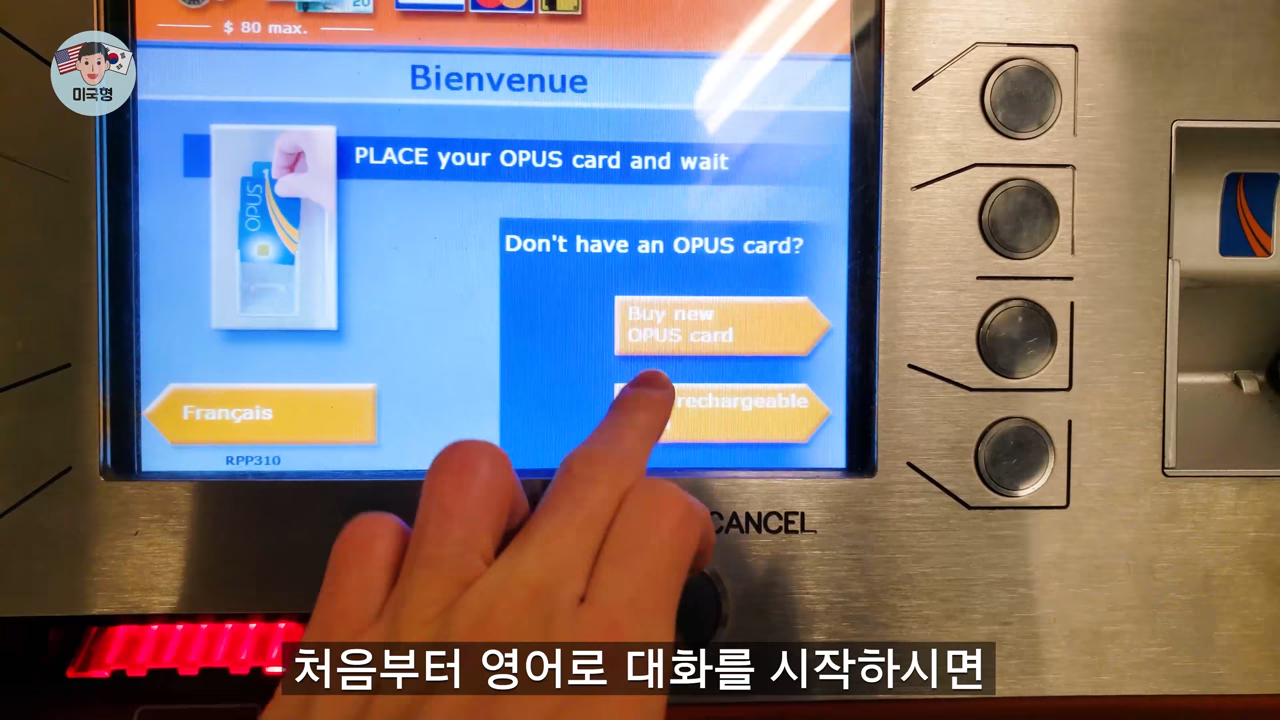 20
$ 80 max.
미국형
Bienvenue
PLACE your OPUS card and wait
OPUS
Don't have an OPUS card?
Buy new
OPUS card
rechargeable
Français
RPP310
CANCEL
처음부터 영어로 대화를 시작하시면